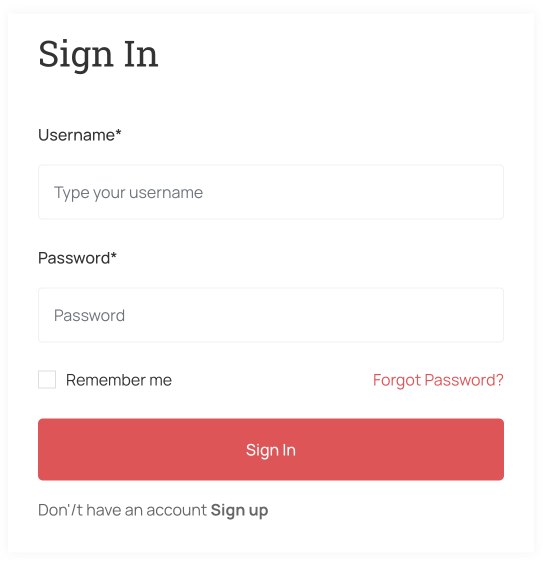 Sign In
Username*
Type your username
Password*
Password
Remember me Forgot Password?
Sign In
Don'/t have an account Sign up